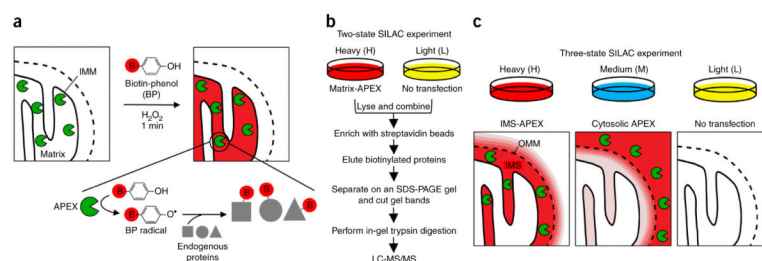 a
IMM
Matrix
B
OH
Biotin-phenol
(BP)
H2O2
1 min
APEX
B
OH
B
O•
BP radical
Endogenous
proteins
B
B
B
b
Two-state SILAC experiment
Heavy (H)
Light (L)
Matrix-APEX
No transfection
Lyse and combine
Enrich with streptavidin beads
Elute biotinylated proteins
Separate on an SDS-PAGE gel
and cut gel bands
Perform in-gel trypsin digestion
LC-MS/MS
c
Three-state SILAC experiment
Heavy (H)
Medium (M)
Light (L)
IMS-APEX
Cytosolic APEX
No transfection
OMM
IMS